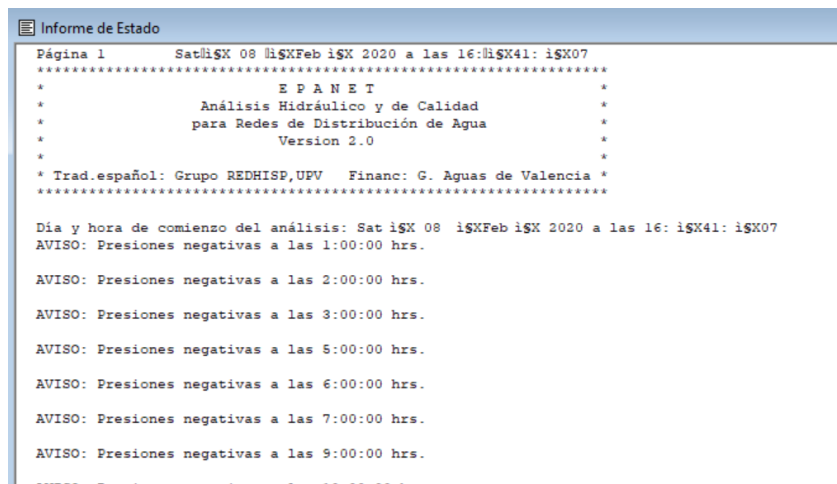 Informe de Estado
Página 1 Sat ì§X 08 ì§XFeb ì§X 2020 a las 16: ì§X41: ì§X07
******************************************************************
* E P A N E T *
* Análisis Hidráulico y de Calidad *
* para Redes de Distribución de Agua *
* Version 2.0 *
* *
* Trad.español: Grupo REDHISP,UPV Financ: G. Aguas de Valencia *
******************************************************************
Día y hora de comienzo del análisis: Sat ì§X 08 ì§XFeb ì§X 2020 a las 16: ì§X41: ì§X07
AVISO: Presiones negativas a las 1:00:00 hrs.
AVISO: Presiones negativas a las 2:00:00 hrs.
AVISO: Presiones negativas a las 3:00:00 hrs.
AVISO: Presiones negativas a las 5:00:00 hrs.
AVISO: Presiones negativas a las 6:00:00 hrs.
AVISO: Presiones negativas a las 7:00:00 hrs.
AVISO: Presiones negativas a las 9:00:00 hrs.